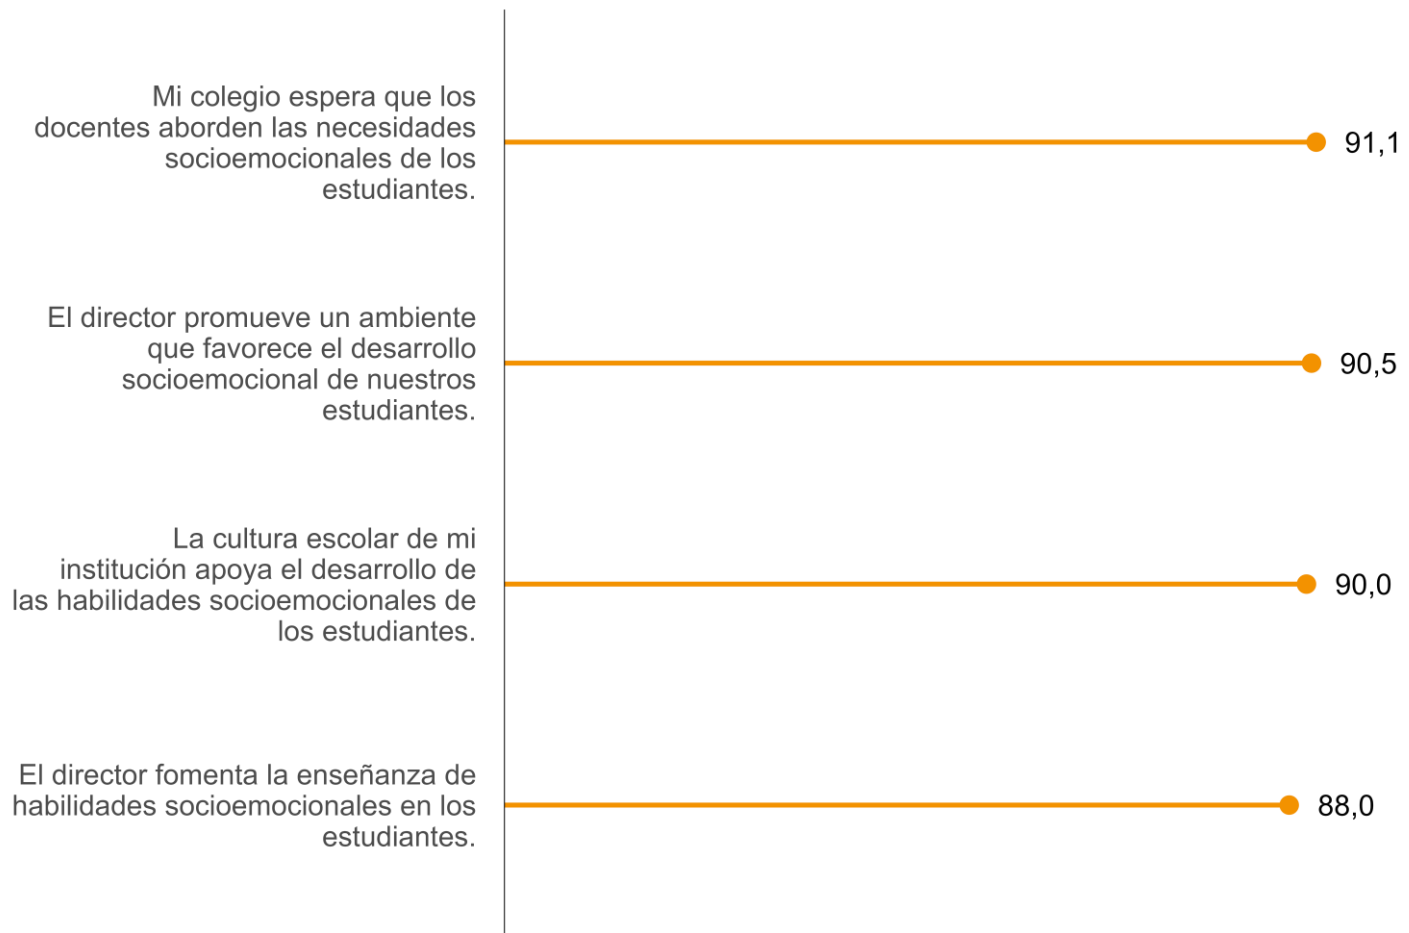 Mi colegio espera que los
docentes aborden las necesidades
socioemocionales de los
estudiantes.
91,1
El director promueve un ambiente
que favorece el desarrollo
socioemocional de nuestros
estudiantes.
90,5
La cultura escolar de mi
institución apoya el desarrollo de
las habilidades socioemocionales de
los estudiantes.
90,0
El director fomenta la enseñanza de
habilidades socioemocionales en los
estudiantes.
88,0